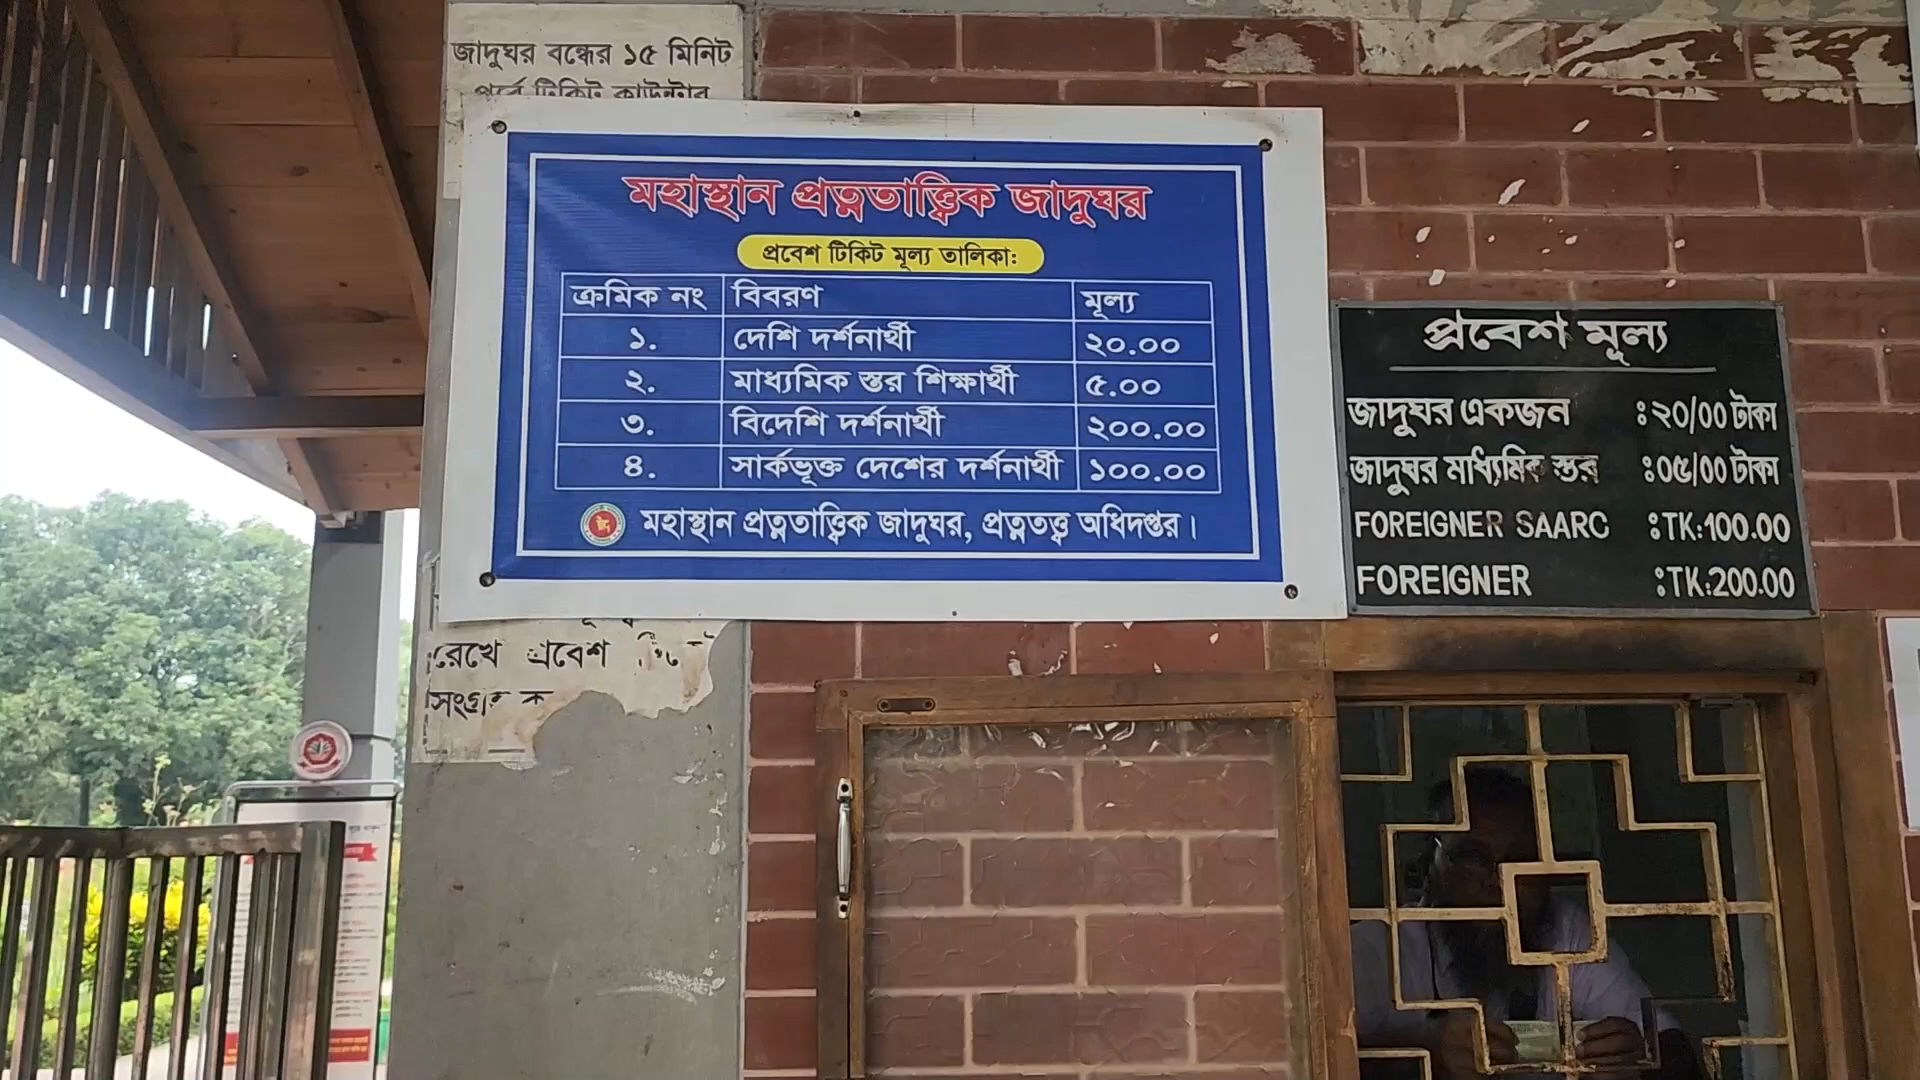 জাদুঘর বন্ধের ১৫ মিনিট
পূর্বে টিকিট কাউন্টার
মহাস্থান প্রত্নতাত্ত্বিক জাদুঘর
প্রবেশ টিকিট মূল্য তালিকা:
ক্রমিক নং বিবরণ মূল্য
১. দেশি দর্শনার্থী ২০.০০
২. মাধ্যমিক স্তর শিক্ষার্থী ৫.০০
৩. বিদেশি দর্শনার্থী ২০০.০০
৪. সার্কভূক্ত দেশের দর্শনার্থী ১০০.০০
মহাস্থান প্রত্নতাত্ত্বিক জাদুঘর, প্রত্নতত্ত্ব অধিদপ্তর।
রেখে প্রবেশ
প্রবেশ মূল্য
জাদুঘর একজন :২০/০০ টাকা
জাদুঘর মাধ্যমিক স্তর :০৫/০০ টাকা
FOREIGNER SAARC :TK:100.00
FOREIGNER :TK:200.00